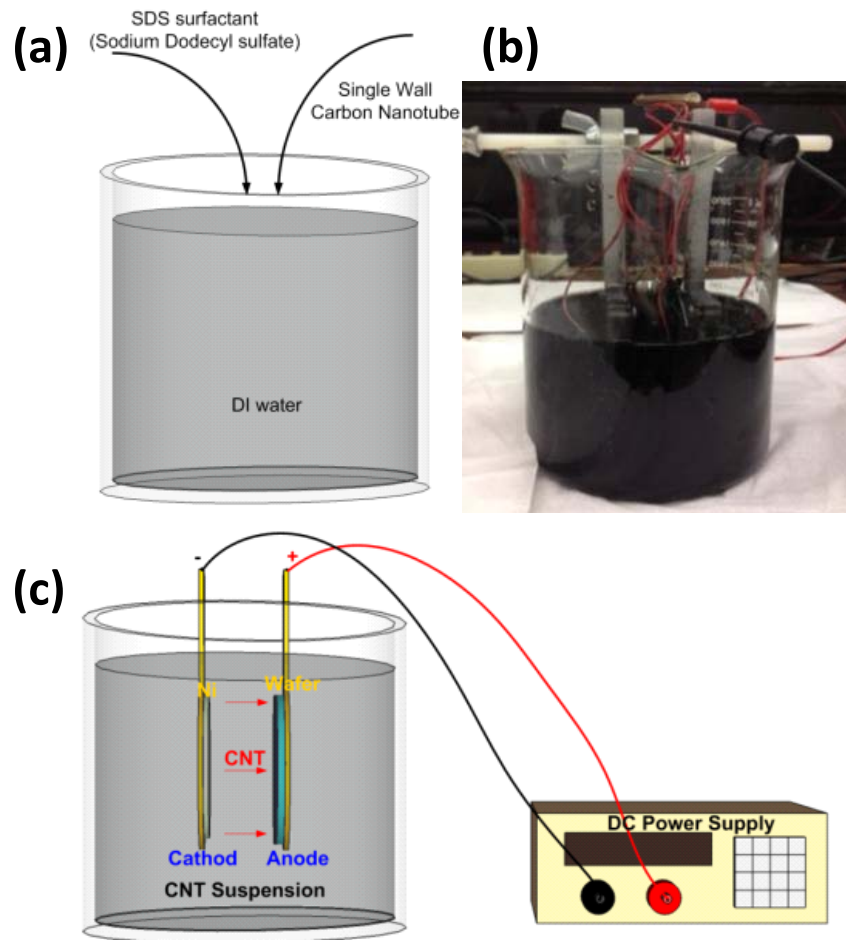 (a)
SDS surfactant
(Sodium Dodecyl sulfate)
Single Wall
Carbon Nanotube
DI water
(b)
(c)
-
+
Ni
Wafer
CNT
Cathod
Anode
CNT Suspension
DC Power Supply